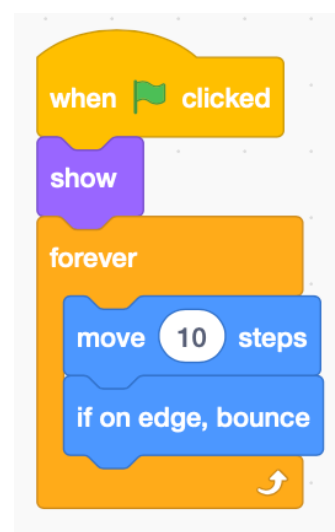 when clicked
show
forever
move 10 steps
if on edge, bounce